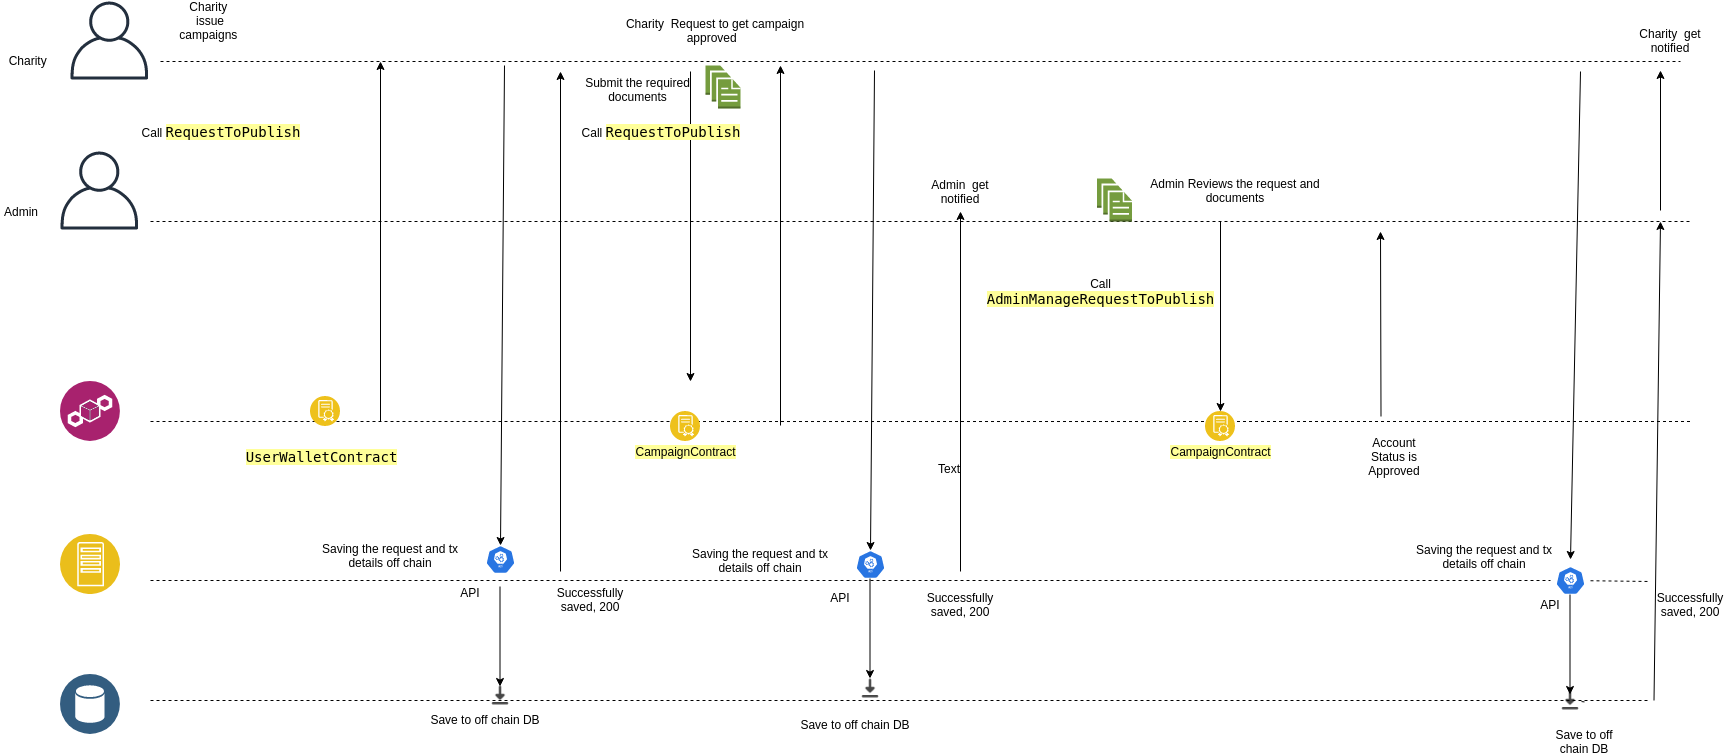 Charity
issue
campaigns
Charity Request to get campaign
approved
Charity get
notified
Charity
Submit the required
documents
Call RequestToPublish
Call RequestToPublish
Admin get
notified
Admin Reviews the request and
documents
Admin
Call
AdminManageRequestToPublish
UserWalletContract
CampaignContract
CampaignContract
Account
Status is
Approved
Text
Saving the request and tx
details off chain
Saving the request and tx
details off chain
Saving the request and tx
details off chain
API
Successfully
saved, 200
API
Successfully
saved, 200
API
Successfully
saved, 200
Save to off chain DB
Save to off chain DB
Save to off
chain DB